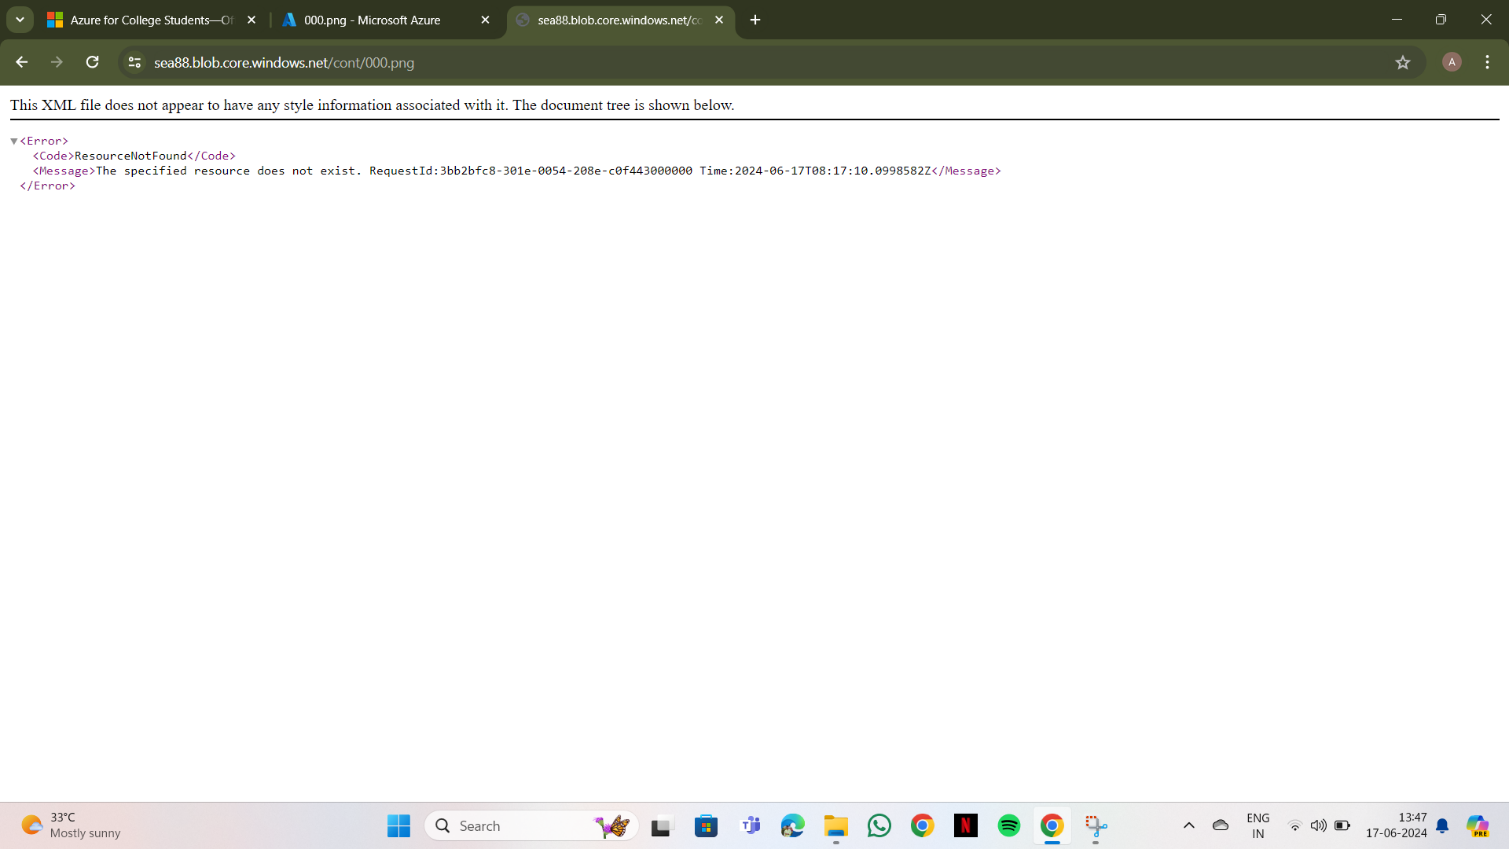 Azure for College Students—Of
000.png - Microsoft Azure
sea88.blob.core.windows.net/co
sea88.blob.core.windows.net/cont/000.png
A
This XML file does not appear to have any style information associated with it. The document tree is shown below.
▼<Error>
<Code>ResourceNotFound</Code>
<Message>The specified resource does not exist. RequestId:3bb2bfc8-301e-0054-208e-c0f443000000 Time:2024-06-17T08:17:10.0998582Z</Message>
</Error>
33°C
Mostly sunny
Search
N
ENG
IN
13:47
17-06-2024
PRE